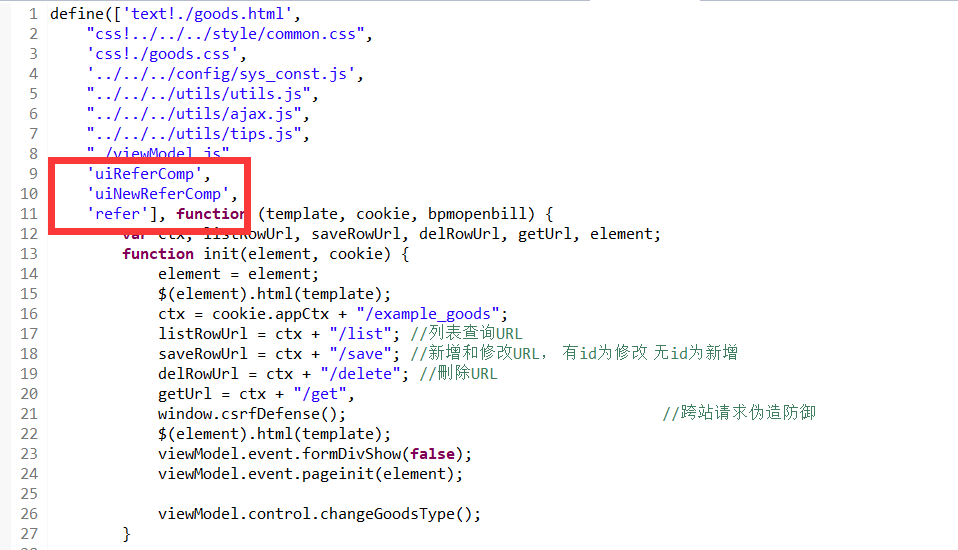 1 define(['text!./goods.html',
2 "css!../../../style/common.css",
3 'css!./goods.css',
4 '../../../config/sys_const.js',
5 "../../../utils/utils.js",
6 "../../../utils/ajax.js",
7 "../../../utils/tips.js",
8 "./viewModel.js"
9 'uiReferComp',
10 'uiNewReferComp',
11 'refer'], function (template, cookie, bpmopenbill) {
12 var ctx, listRowUrl, saveRowUrl, delRowUrl, getUrl, element;
13 function init(element, cookie) {
14 element = element;
15 $(element).html(template);
16 ctx = cookie.appCtx + "/example_goods";
17 listRowUrl = ctx + "/list"; //列表查询URL
18 saveRowUrl = ctx + "/save"; //新增和修改URL, 有id为修改 无id为新增
19 delRowUrl = ctx + "/delete"; //刪除URL
20 getUrl = ctx + "/get",
21 window.csrfDefense(); //跨站请求伪造防御
22 $(element).html(template);
23 viewModel.event.formDivShow(false);
24 viewModel.event.pageinit(element);
25
26 viewModel.control.changeGoodsType();
27 }